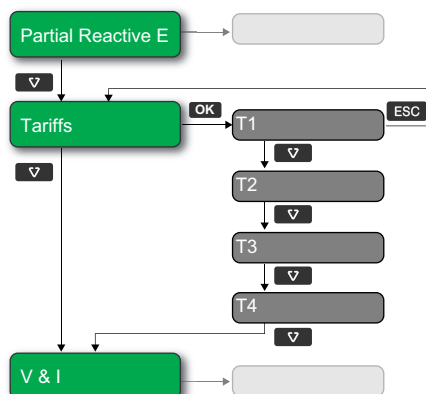 Partial Reactive E
Tariffs
OK
T1
ESC
T2
T3
T4
V & I